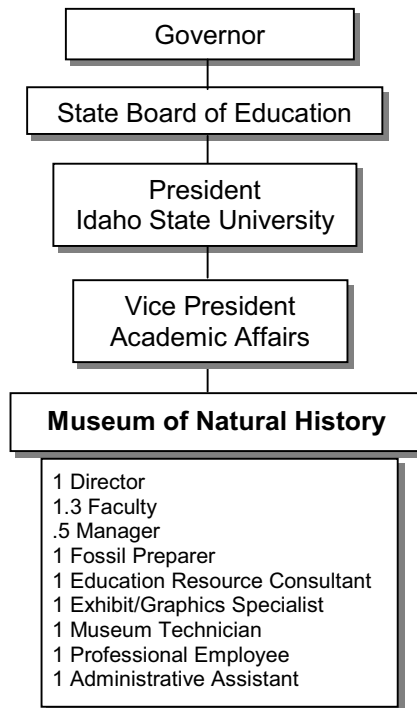 Governor
State Board of Education
President
Idaho State University
Vice President
Academic Affairs
Museum of Natural History
1 Director
1.3 Faculty
.5 Manager
1 Fossil Preparer
1 Education Resource Consultant
1 Exhibit/Graphics Specialist
1 Museum Technician
1 Professional Employee
1 Administrative Assistant